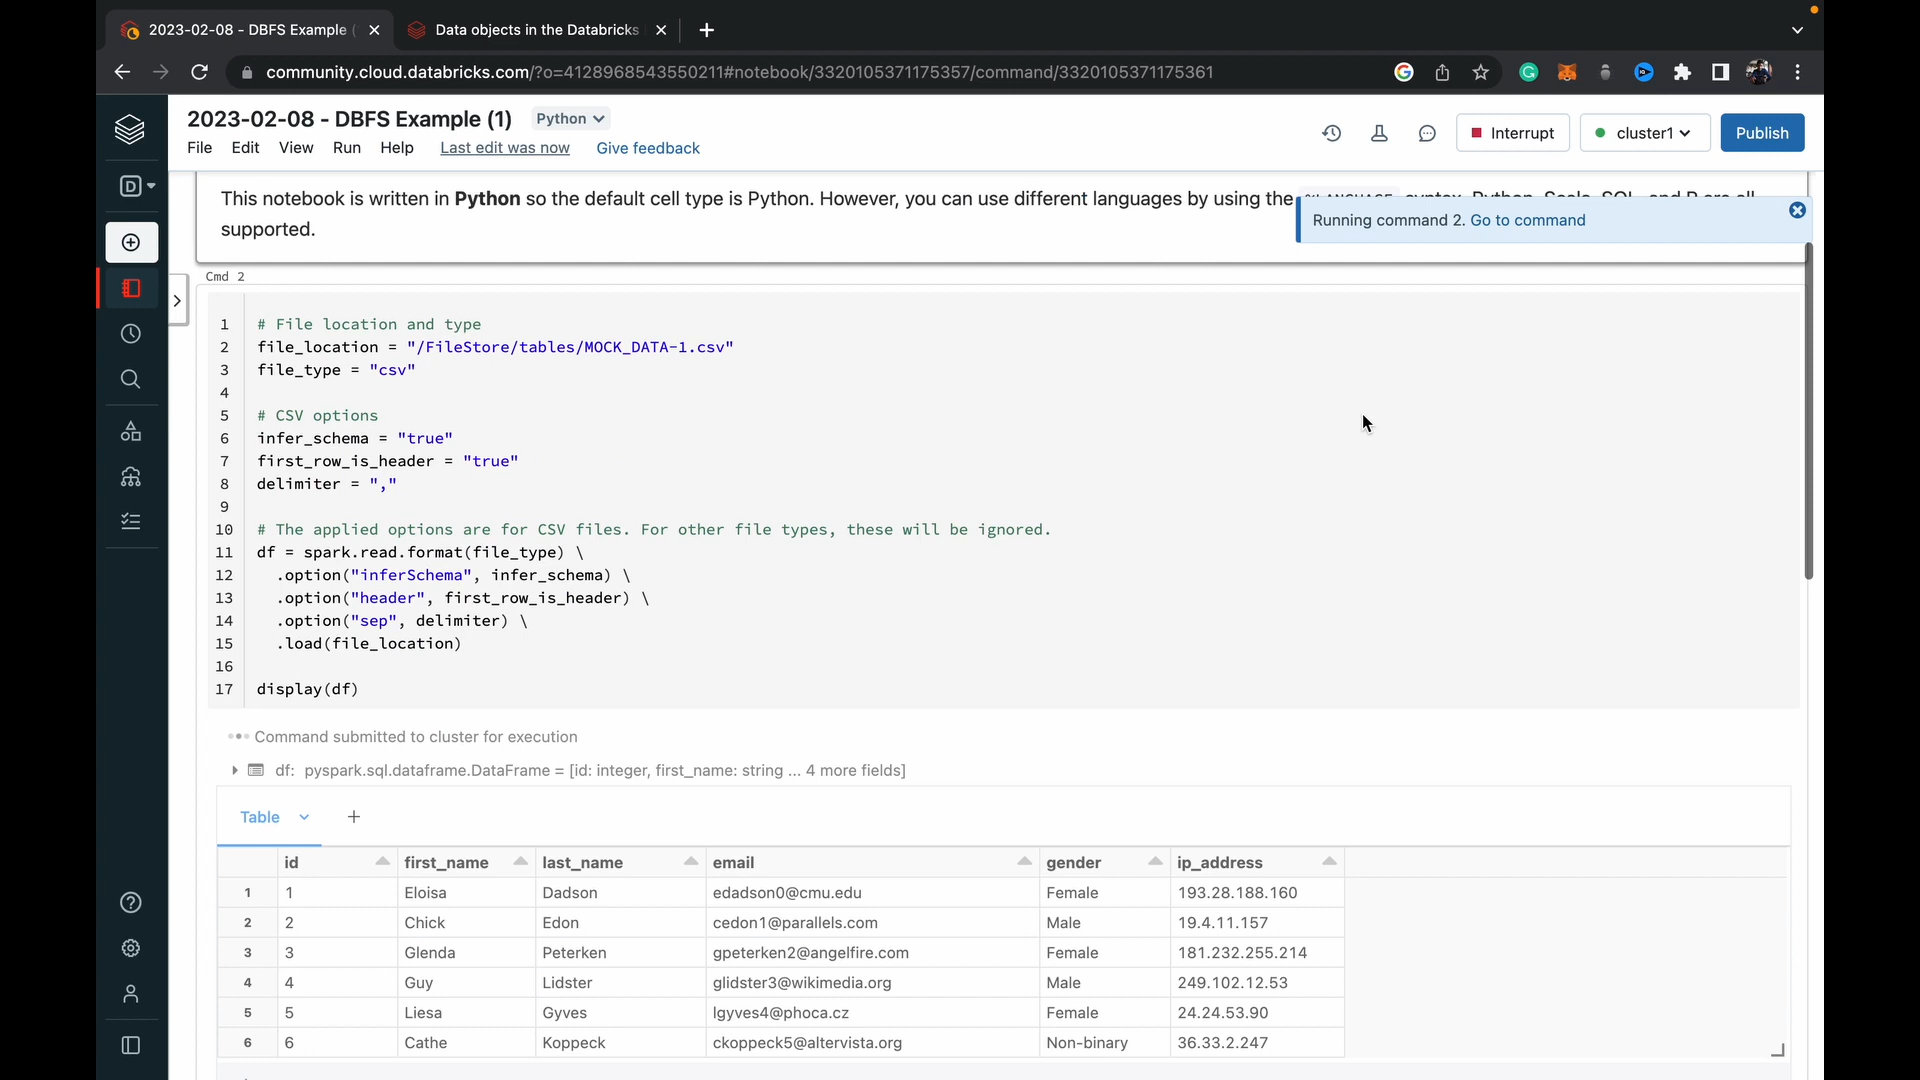 2023-02-08 - DBFS Example (
Data objects in the Databricks
community.cloud.databricks.com/?o=4128968543550211#notebook/3320105371175357/command/3320105371175361
2023-02-08 - DBFS Example (1)
Python
File Edit View Run Help Last edit was now Give feedback
Interrupt
cluster1
Publish
D
This notebook is written in Python so the default cell type is Python. However, you can use different languages by using the %LANGUAGE syntax. Python, Scala, SQL, and R are all
supported.
Running command 2. Go to command
Cmd 2
1 # File location and type
2 file_location = "/FileStore/tables/MOCK_DATA-1.csv"
3 file_type = "csv"
4
5 # CSV options
6 infer_schema = "true"
7 first_row_is_header = "true"
8 delimiter = ","
9
10 # The applied options are for CSV files. For other file types, these will be ignored.
11 df = spark.read.format(file_type) \
12 .option("inferSchema", infer_schema) \
13 .option("header", first_row_is_header) \
14 .option("sep", delimiter) \
15 .load(file_location)
16
17 display(df)
Command submitted to cluster for execution
df: pyspark.sql.dataframe.DataFrame = [id: integer, first_name: string ... 4 more fields]
Table +
id first_name last_name email gender ip_address
1 1 Eloisa Dadson edadson0@cmu.edu Female 193.28.188.160
2 2 Chick Edon cedon1@parallels.com Male 19.4.11.157
3 3 Glenda Peterken gpeterken2@angelfire.com Female 181.232.255.214
4 4 Guy Lidster glidster3@wikimedia.org Male 249.102.12.53
5 5 Liesa Gyves lgyves4@phoca.cz Female 24.24.53.90
6 6 Cathe Koppeck ckoppeck5@altervista.org Non-binary 36.33.2.247